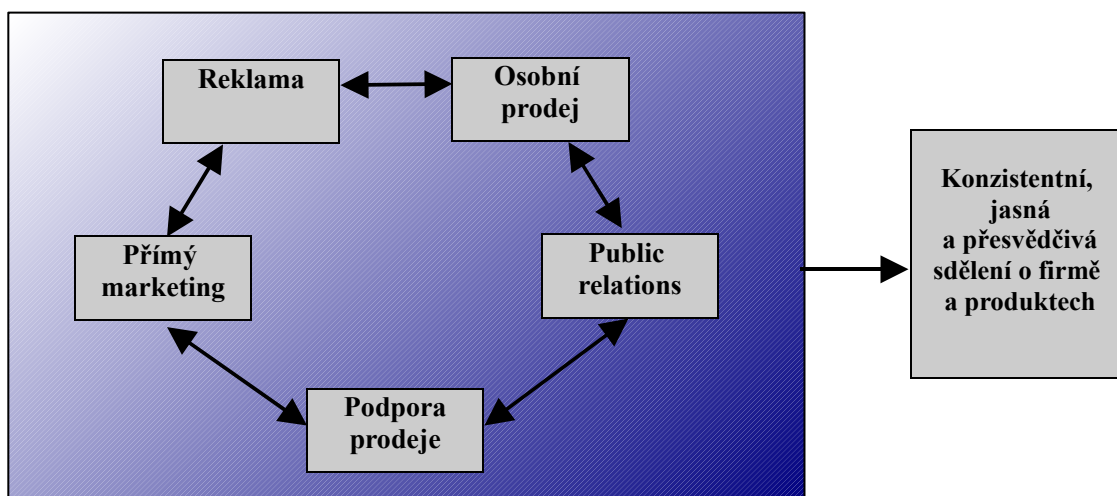 Reklama
Osobní
prodej
Přímý
marketing
Public
relations
Podpora
prodeje
Konzistentní,
jasná
a přesvědčivá
sdělení o firmě
a produktech